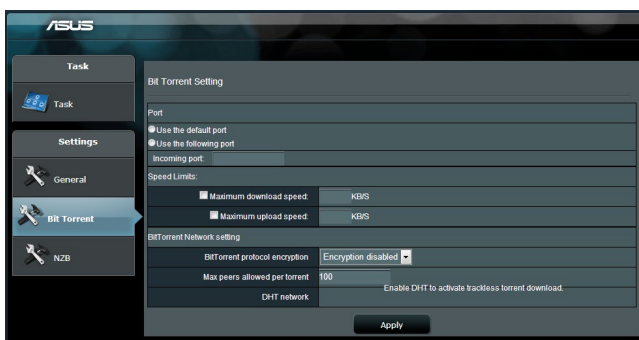 ASUS
Task
Task
Settings
General
Bit Torrent
NZB
Bit Torrent Setting
Port
Use the default port
Use the following port
Incoming port:
Speed Limits:
Maximum download speed: KB/S
Maximum upload speed: KB/S
BitTorrent Network setting
BitTorrent protocol encryption Encryption disabled
Max peers allowed per torrent 100
Enable DHT to activate trackless torrent download.
DHT network
Apply